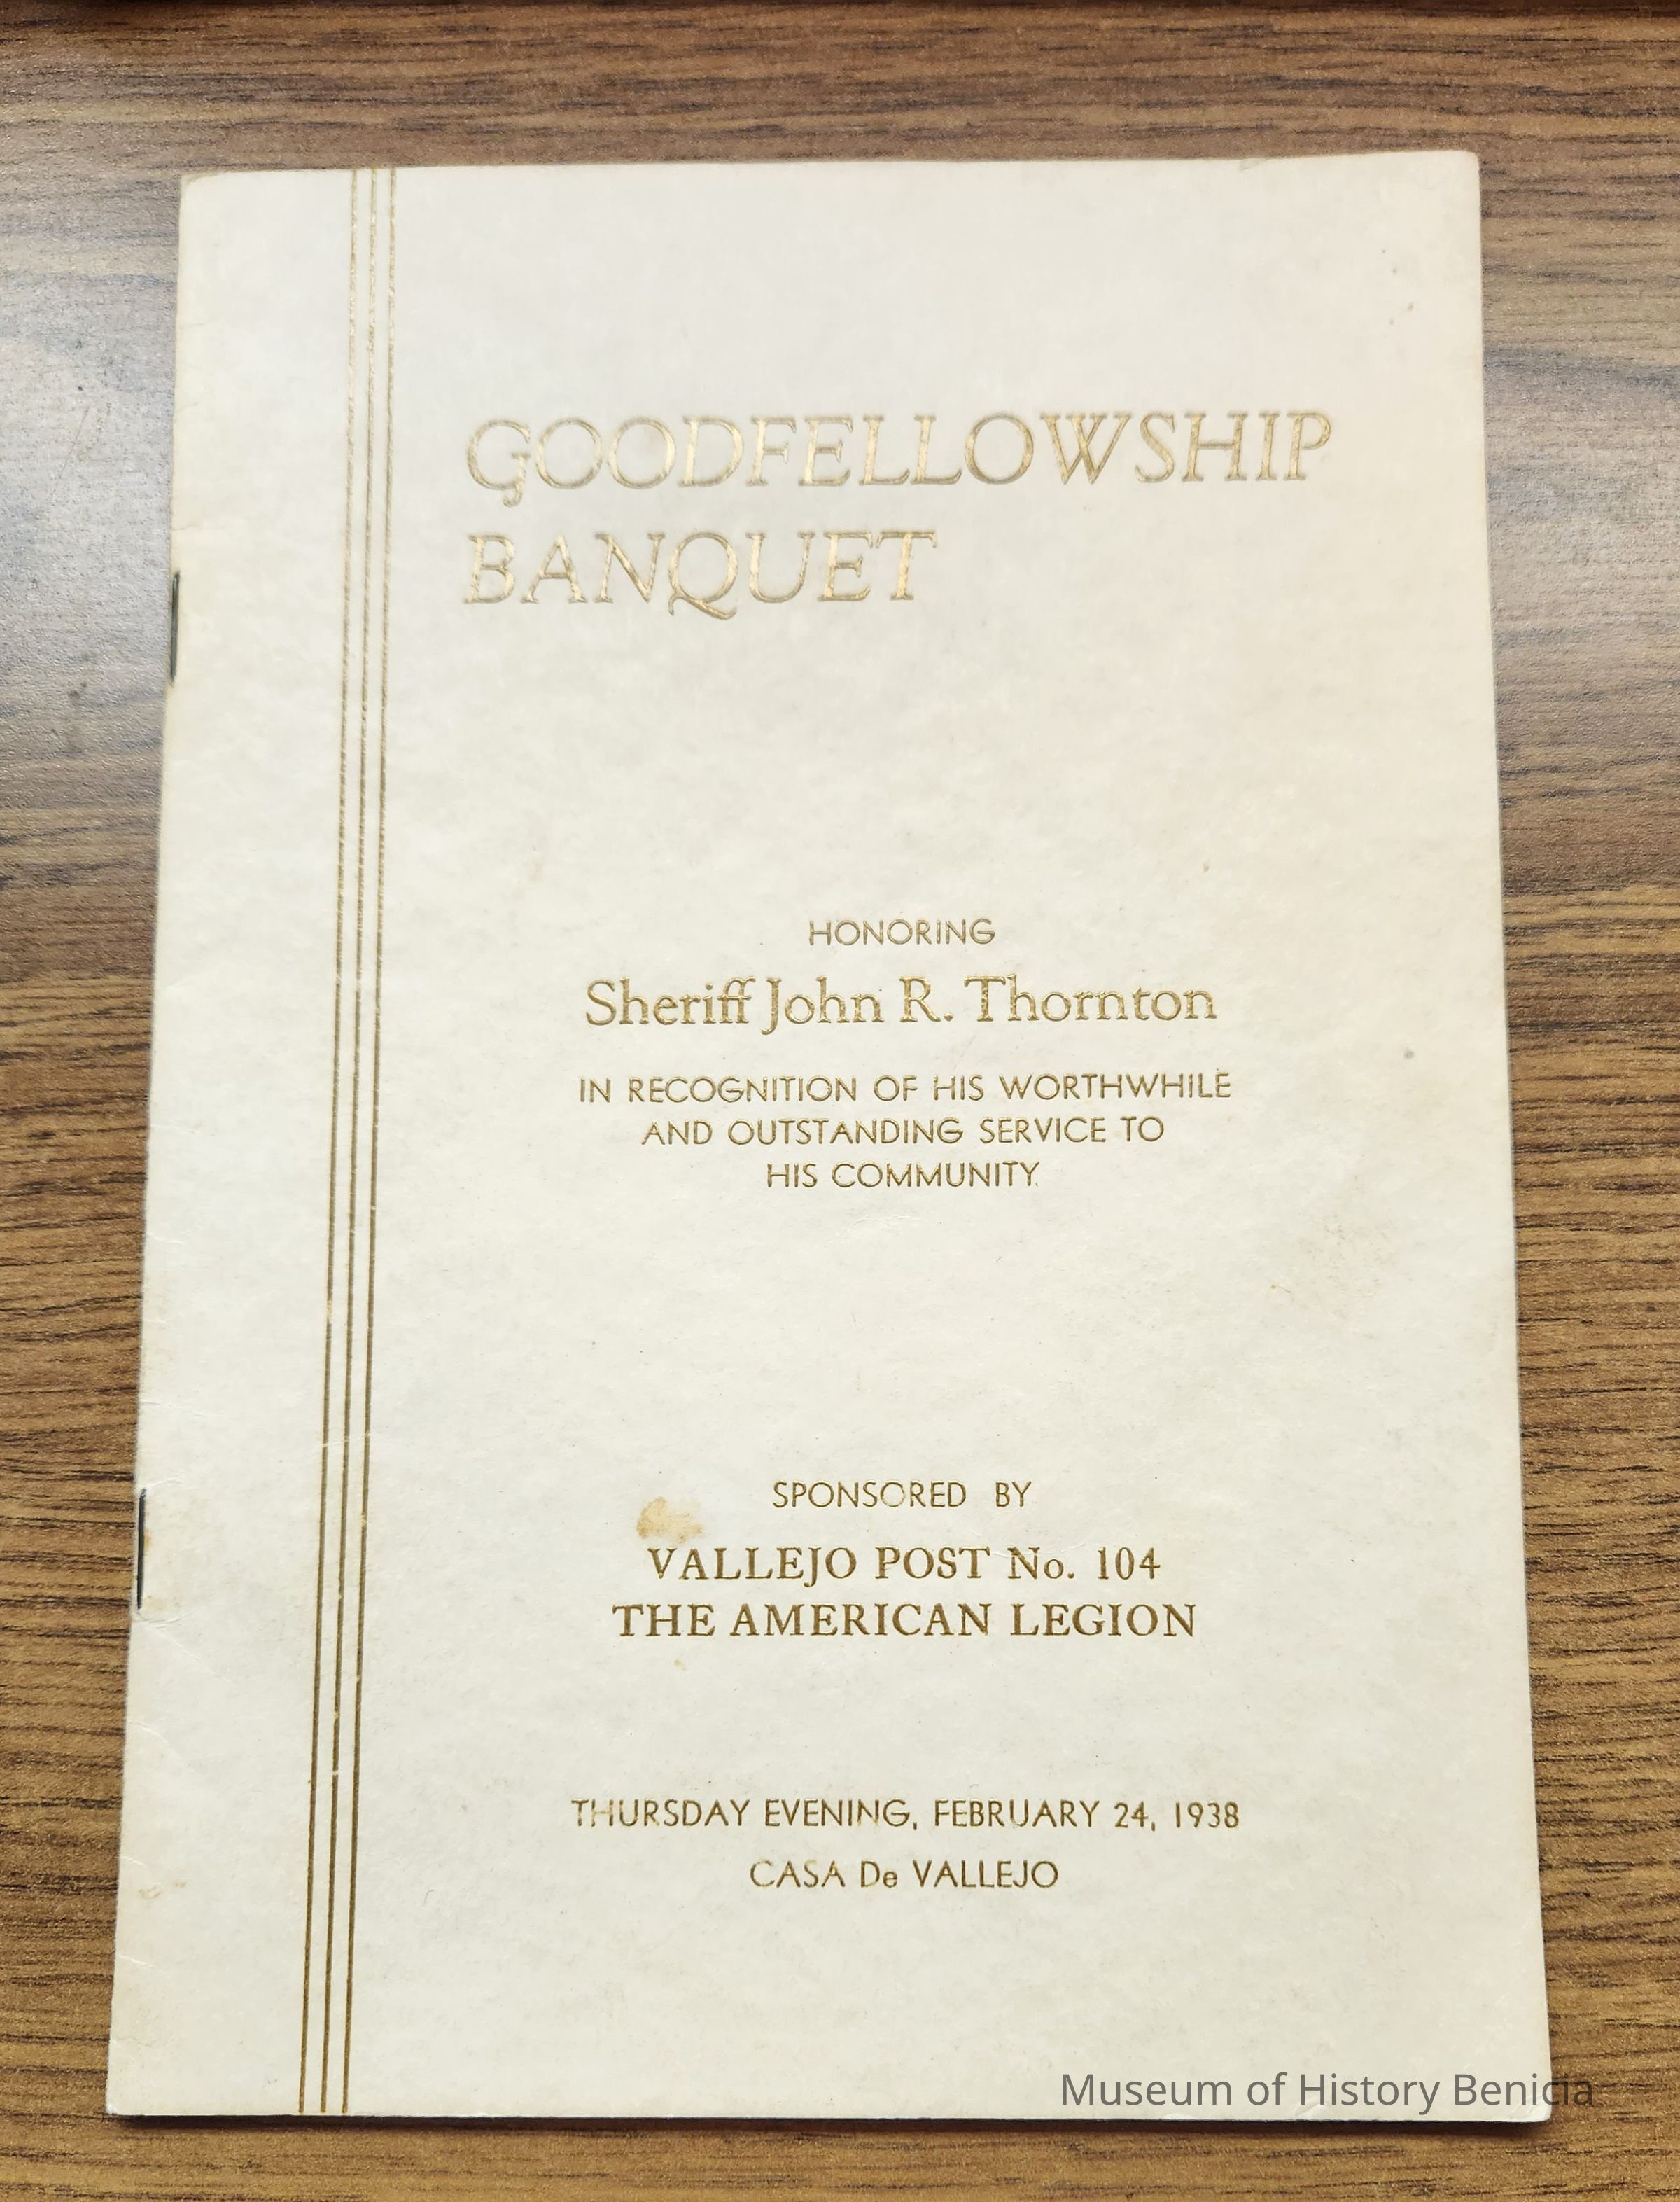 GOODFELLOWSHIP
BANQUET
HONORING
Sheriff John R. Thornton
IN RECOGNITION OF HIS WORTHWHILE
AND OUTSTANDING SERVICE TO
HIS COMMUNITY
SPONSORED BY
VALLEJO POST No. 104
THE AMERICAN LEGION
THURSDAY EVENING, FEBRUARY 24, 1938
CASA De VALLEJO
Museum of History Benicia